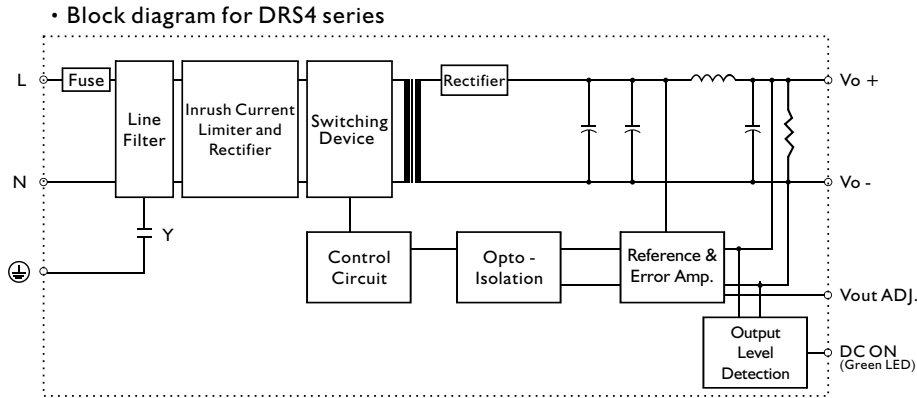 • Block diagram for DRS4 series
L
Fuse
Line
Filter
Inrush Current
Limiter and
Rectifier
Switching
Device
Rectifier
Vo +
N
Vo -
Y
Control
Circuit
Opto -
Isolation
Reference &
Error Amp.
Vout ADJ.
Output
Level
Detection
DC ON
(Green LED)